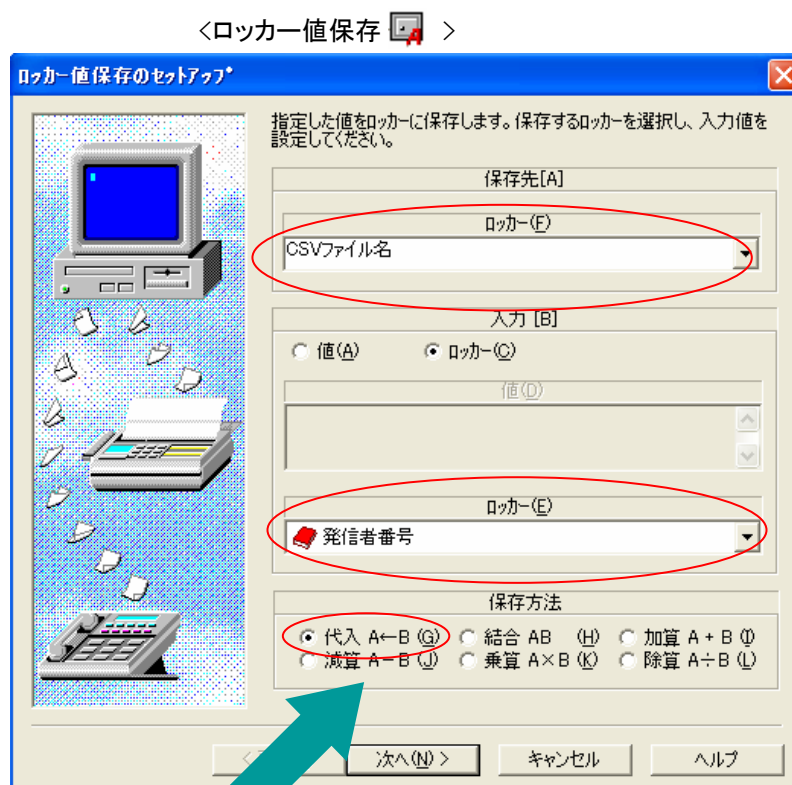 <ロッカー値保存 >
ロッカー値保存のセットアップ
指定した値をロッカーに保存します。保存するロッカーを選択し、入力値を
設定してください。
保存先[A]
ロッカー(F)
CSVファイル名
入力 [B]
値(A) ロッカー(C)
値(D)
ロッカー(E)
発信者番号
保存方法
代入 A←B (G) 結合 AB (H) 加算 A + B (I)
減算 A－B (J) 乗算 A×B (K) 除算 A÷B (L)
< 次へ(N) > キャンセル ヘルプ